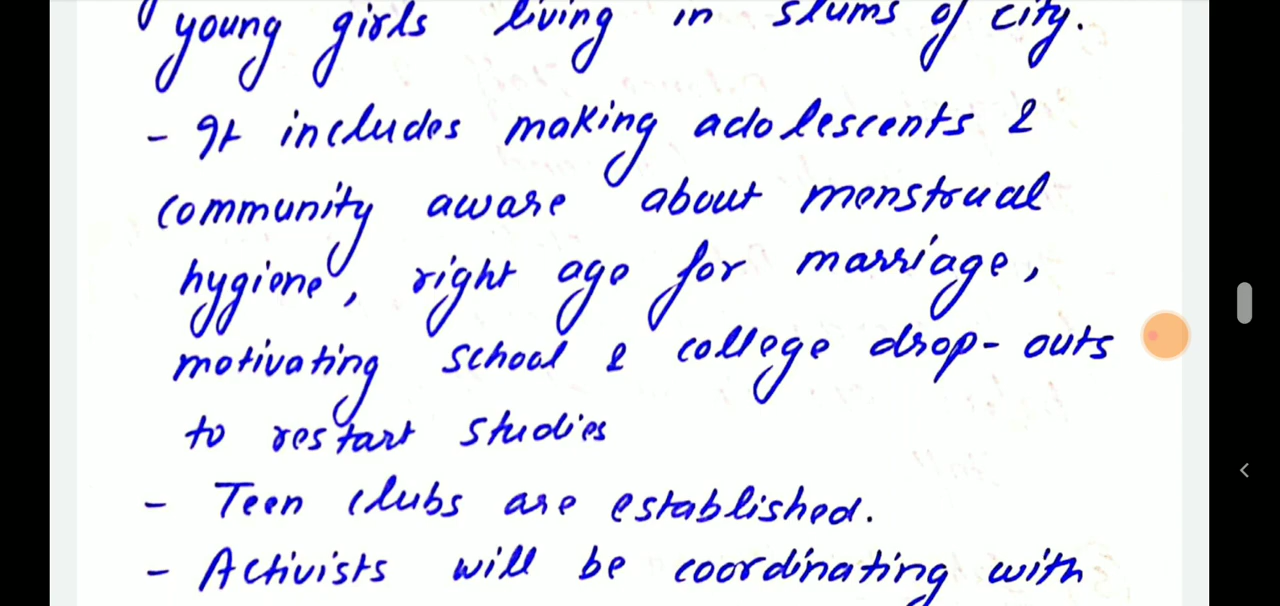 young girls living in slums of city.
- It includes making adolescents &
community aware about menstrual
hygiene, right age for marriage,
motivating school & college drop-outs
to restart studies
- Teen clubs are established.
- Activists will be coordinating with